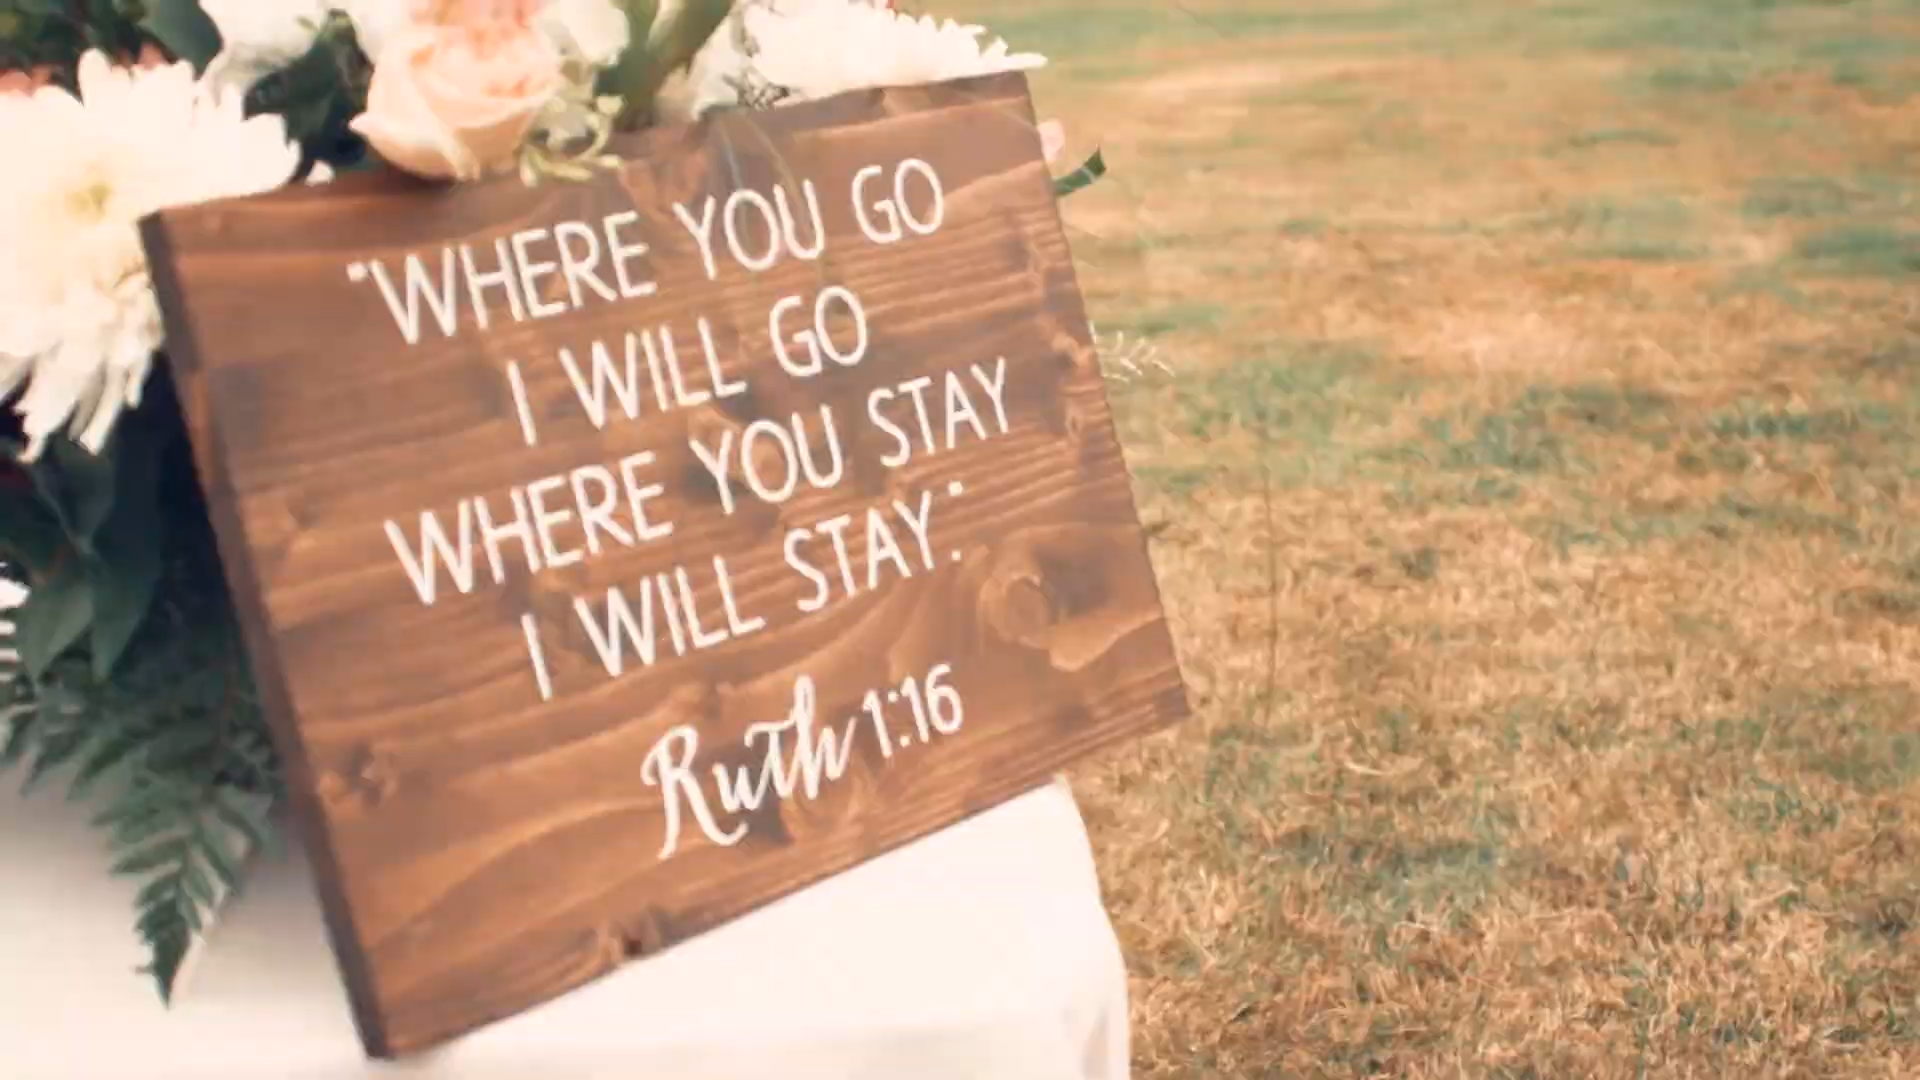 "WHERE YOU GO
I WILL GO
WHERE YOU STAY
I WILL STAY."
Ruth 1:16